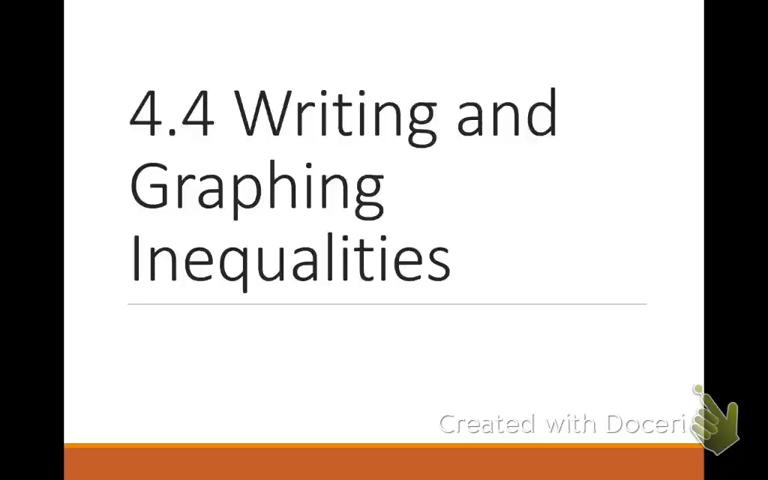 4.4 Writing and
Graphing
Inequalities
Created with Doceri